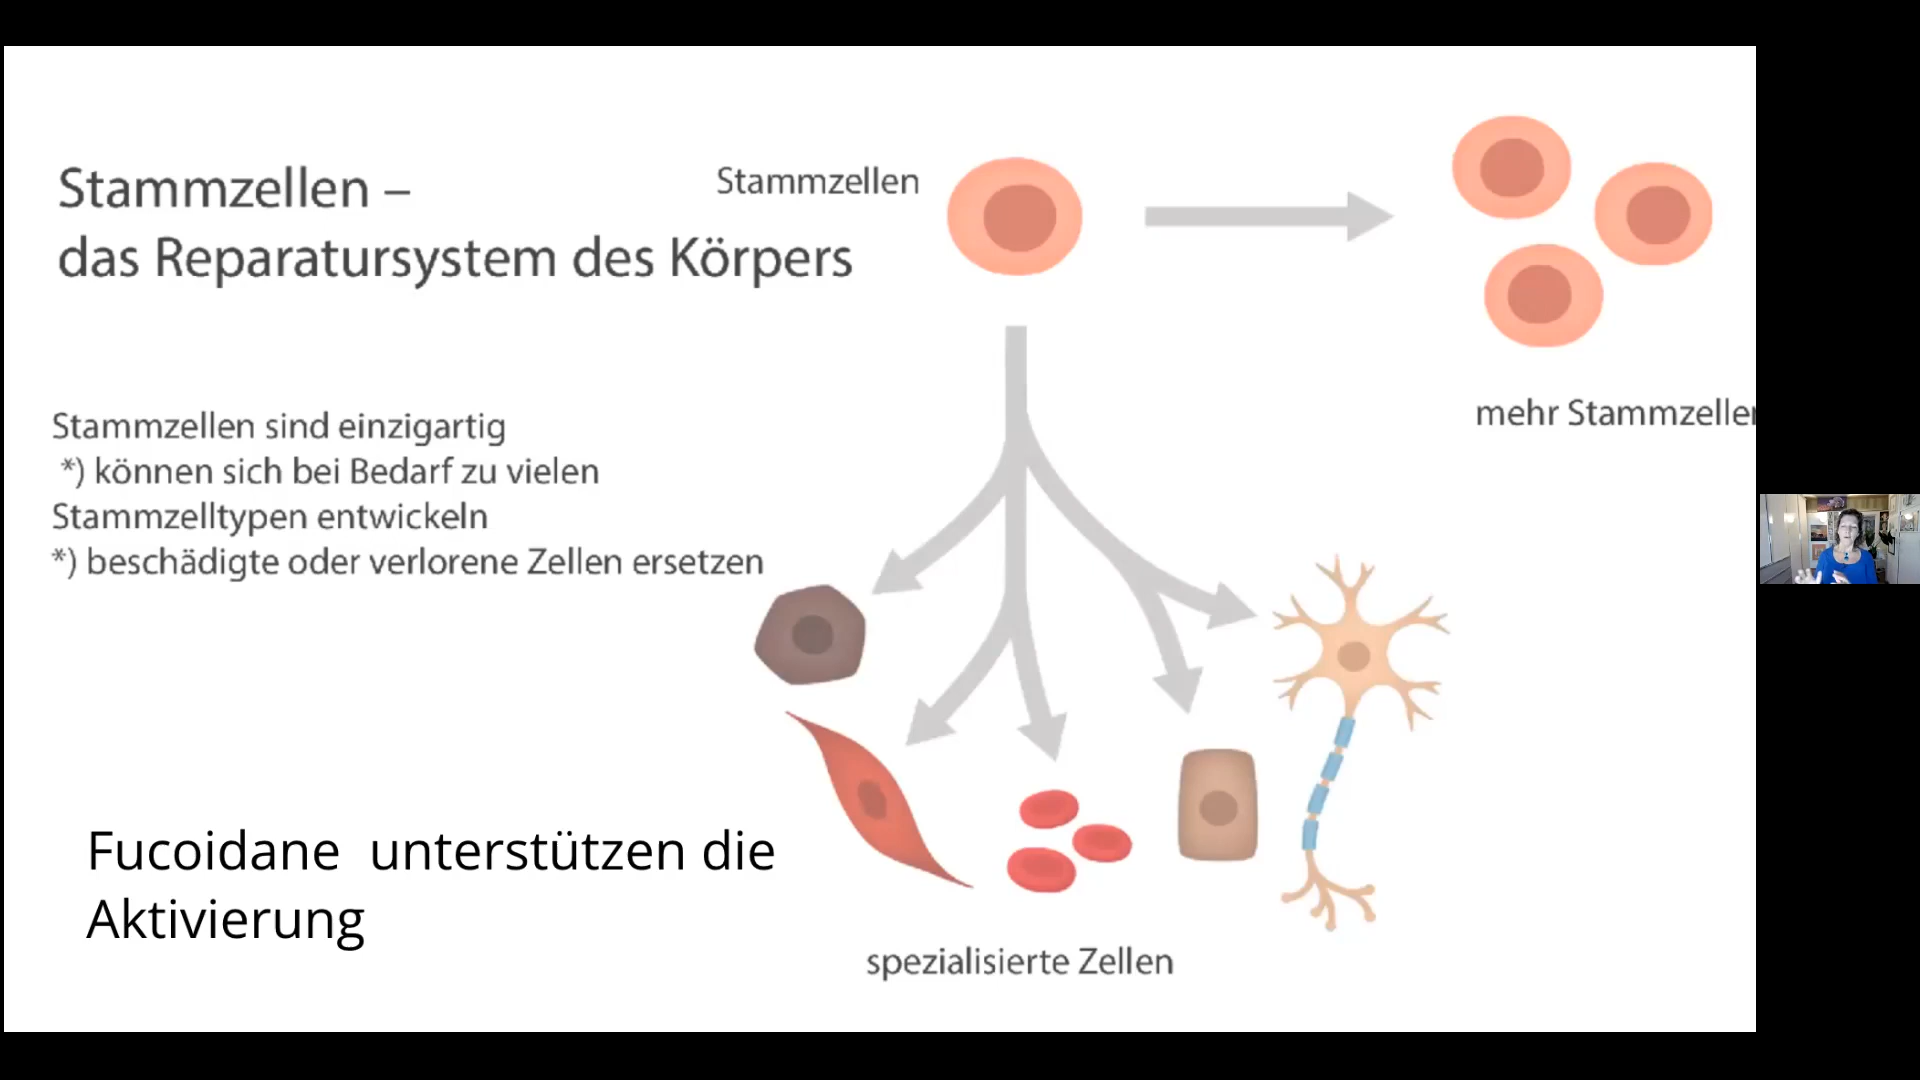 Stammzellen –
das Reparatursystem des Körpers
Stammzellen
mehr Stammzellen
Stammzellen sind einzigartig
*) können sich bei Bedarf zu vielen
Stammzelltypen entwickeln
*) beschädigte oder verlorene Zellen ersetzen
Fucoidane  unterstützen die
Aktivierung
spezialisierte Zellen